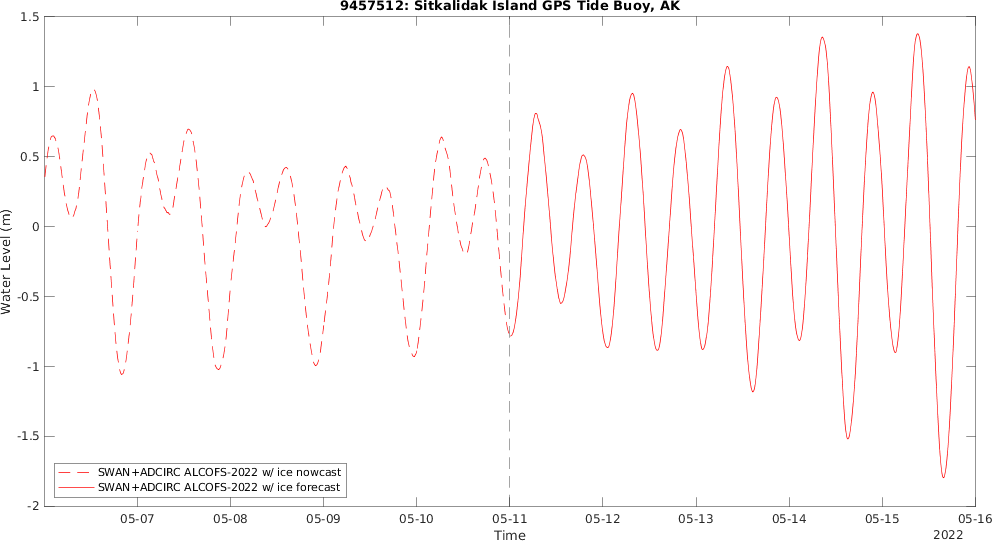 9457512: Sitkalidak Island GPS Tide Buoy, AK
Water Level (m)
1.5
1
0.5
0
-0.5
-1
-1.5
-2
SWAN+ADCIRC ALCOFS-2022 w/ ice nowcast
SWAN+ADCIRC ALCOFS-2022 w/ ice forecast
05-07 05-08 05-09 05-10 05-11 05-12 05-13 05-14 05-15 05-16
Time
2022